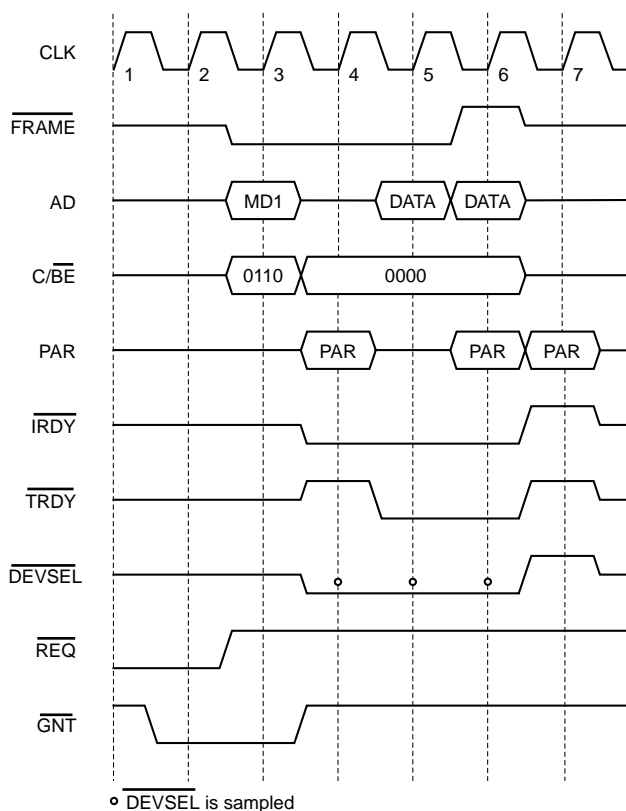 CLK
1 2 3 4 5 6 7
FRAME
AD MD1 DATA DATA
C/BE 0110 0000
PAR PAR PAR PAR
IRDY
TRDY
DEVSEL
REQ
GNT
DEVSEL is sampled